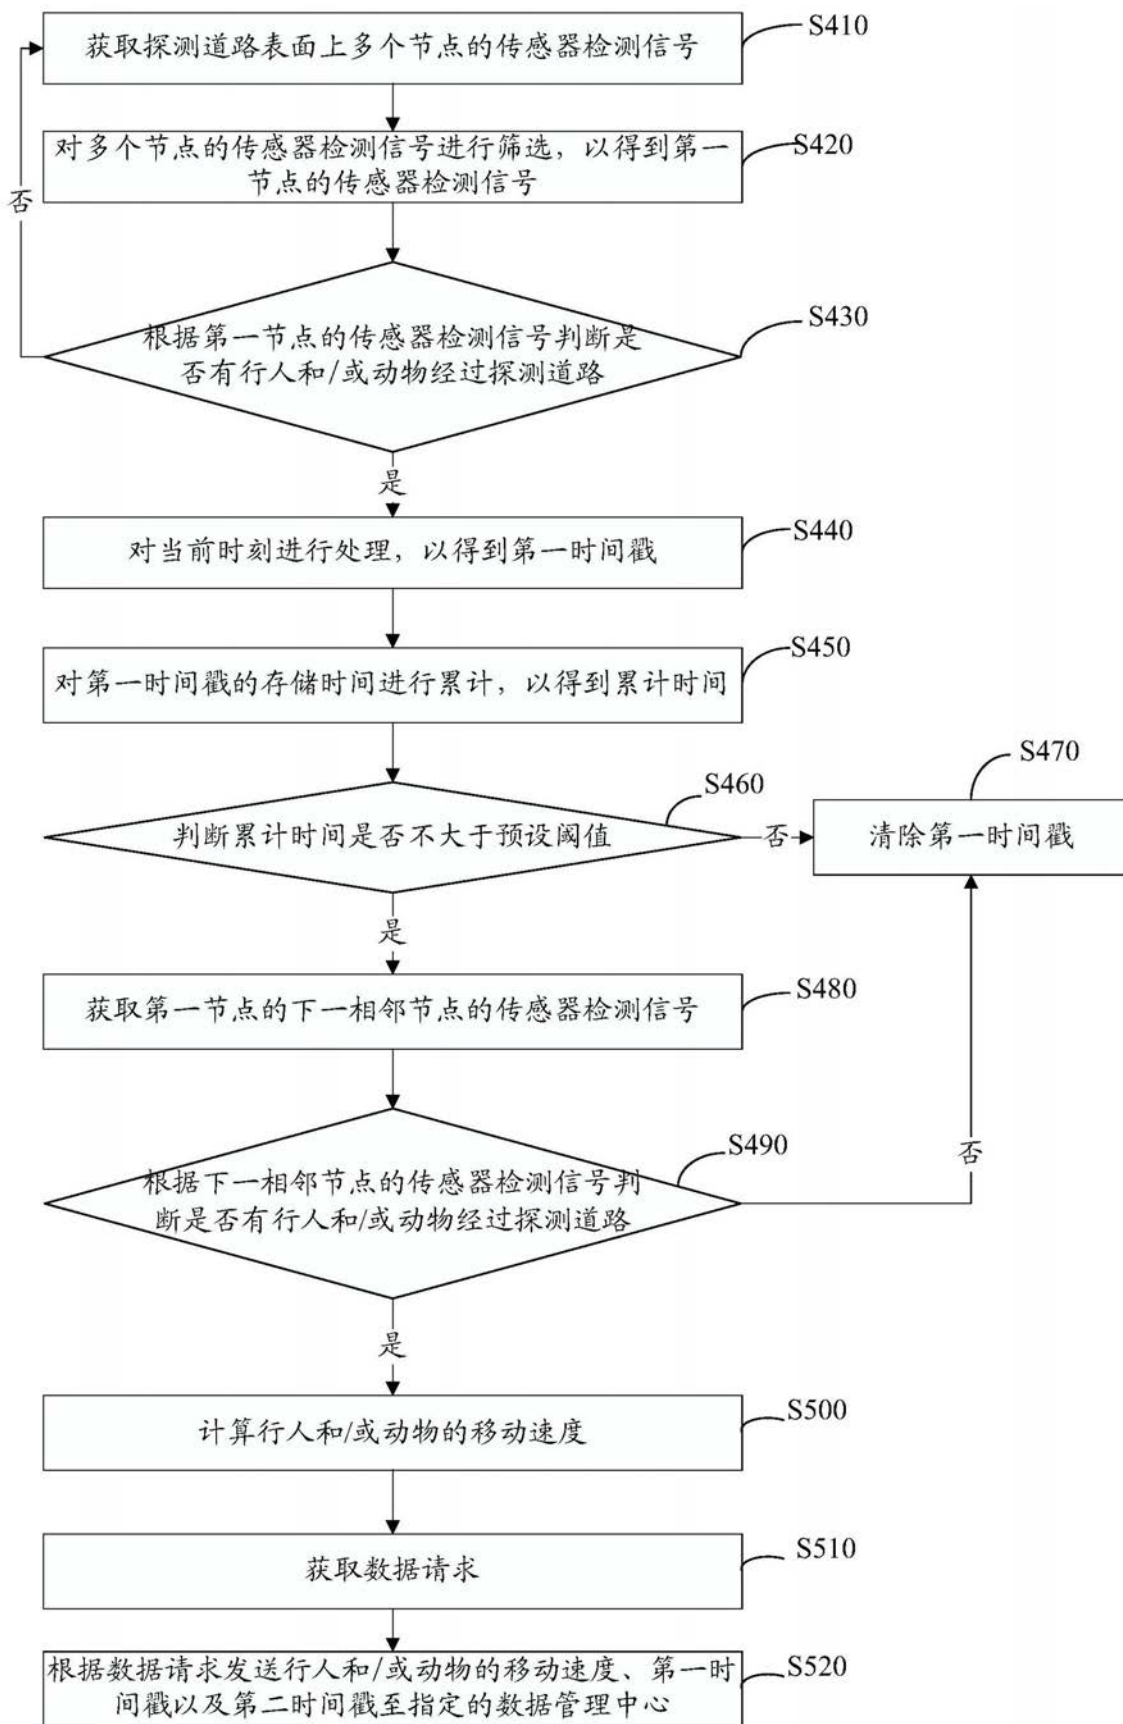 获取探测道路表面上多个节点的传感器检测信号
S410
对多个节点的传感器检测信号进行筛选，以得到第一
节点的传感器检测信号
S420
否
根据第一节点的传感器检测信号判断是
否有行人和/或动物经过探测道路
S430
是
对当前时刻进行处理，以得到第一时间戳
S440
对第一时间戳的存储时间进行累计，以得到累计时间
S450
判断累计时间是否不大于预设阈值
S460
否
清除第一时间戳
S470
是
获取第一节点的下一相邻节点的传感器检测信号
S480
根据下一相邻节点的传感器检测信号判
断是否有行人和/或动物经过探测道路
S490
否
是
计算行人和/或动物的移动速度
S500
获取数据请求
S510
根据数据请求发送行人和/或动物的移动速度、第一时
间戳以及第二时间戳至指定的数据管理中心
S520